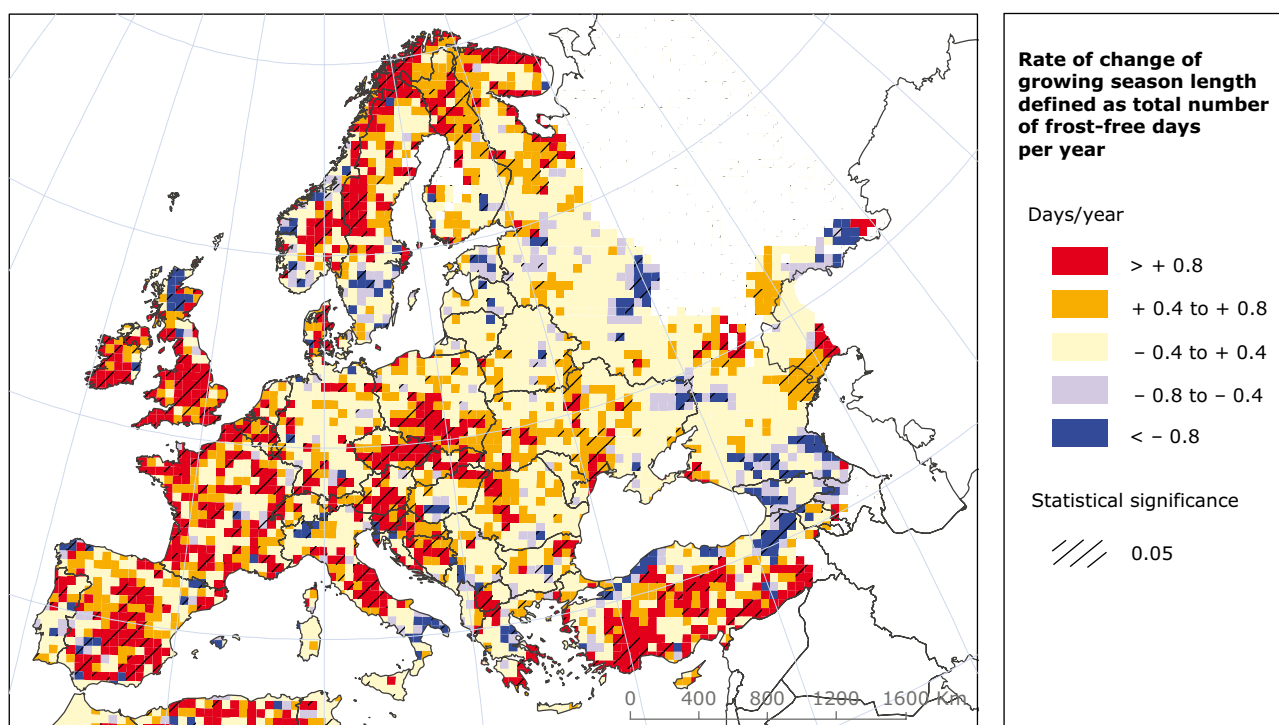 Rate of change of
growing season length
defined as total number
of frost-free days
per year
Days/year
> + 0.8
+ 0.4 to + 0.8
– 0.4 to + 0.4
– 0.8 to – 0.4
< – 0.8
Statistical significance
0.05
0 400 800 1200 1600 Km